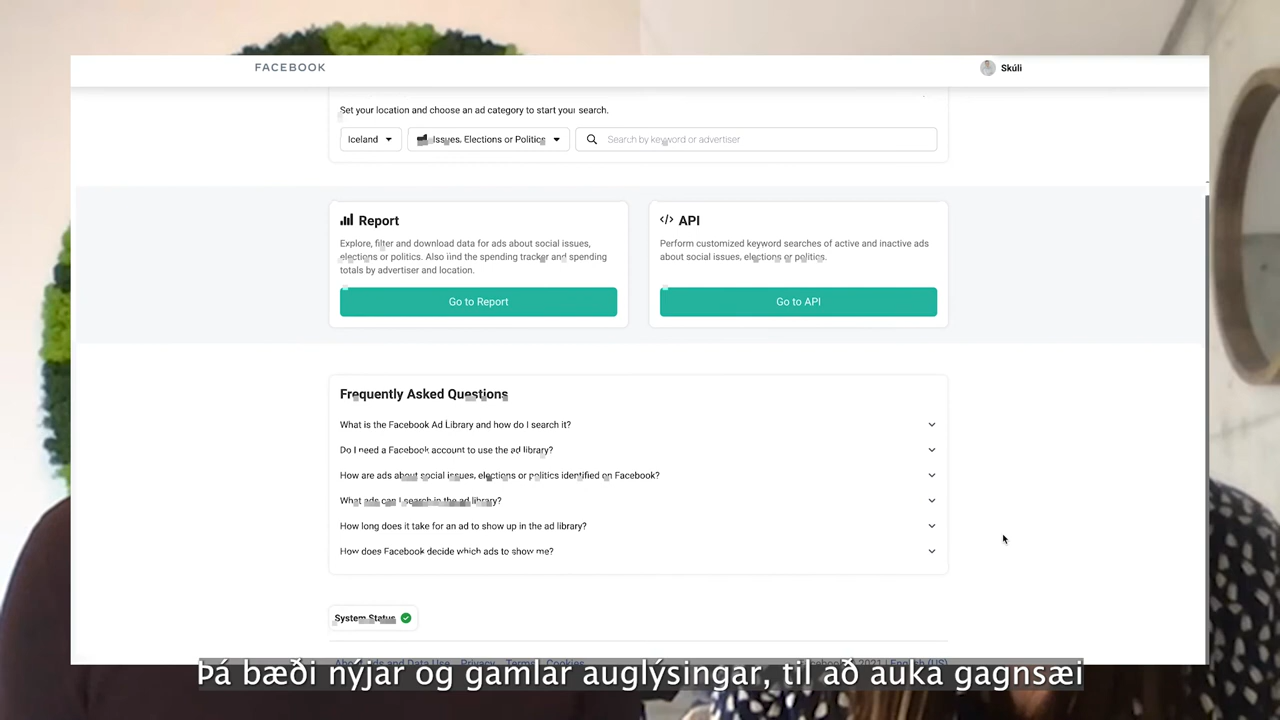 FACEBOOK
Skúli
Set your location and choose an ad category to start your search.
Iceland
Issues, Elections or Politics
Search by keyword or advertiser
Report
Explore, filter and download data for ads about social issues,
elections or politics. Also find the spending tracker and spending
totals by advertiser and location.
Go to Report
</> API
Perform customized keyword searches of active and inactive ads
about social issues, elections or politics.
Go to API
Frequently Asked Questions
What is the Facebook Ad Library and how do I search it?
Do I need a Facebook account to use the ad library?
How are ads about social issues, elections or politics identified on Facebook?
What ads can I search in the ad library?
How long does it take for an ad to show up in the ad library?
How does Facebook decide which ads to show me?
System Status
Privacy Terms Cookies
2021 | English (US)
Þá bæði nýjar og gamlar auglýsingar, til að auka gagnsæi